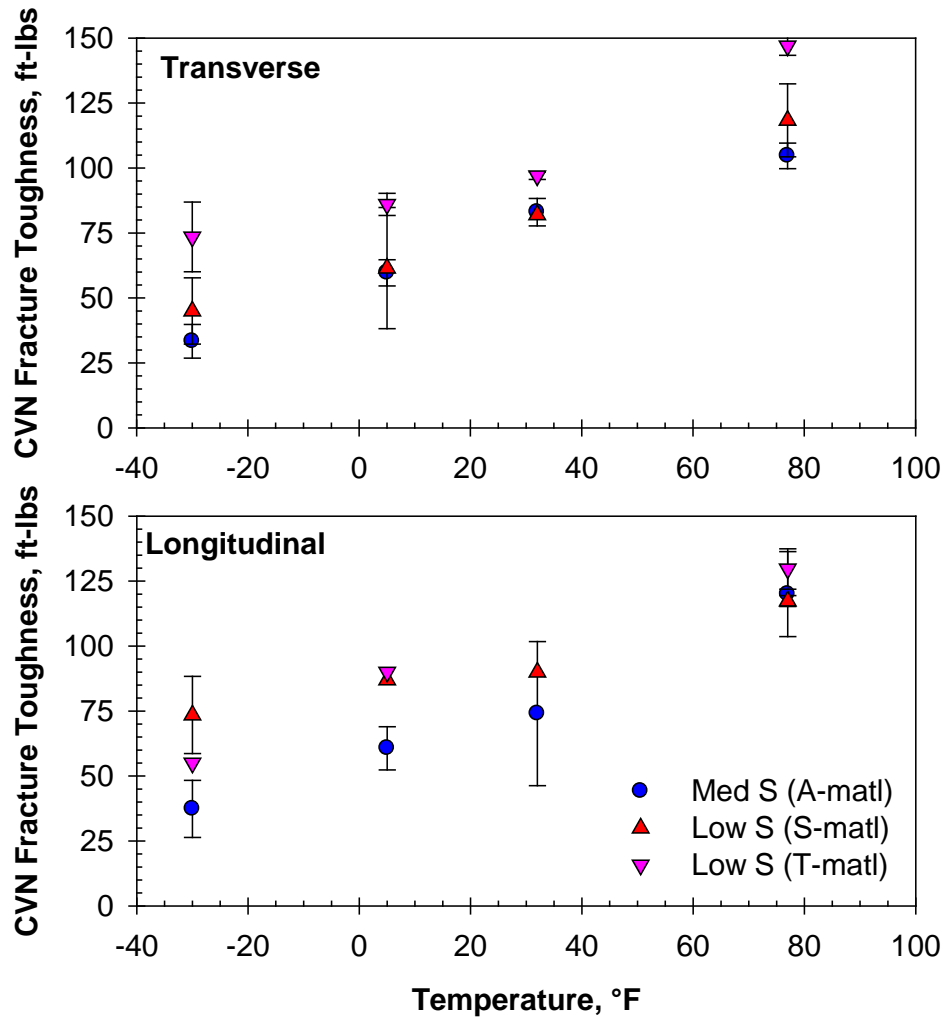 CVN Fracture Toughness, ft-lbs
Transverse
150
125
100
75
50
25
0
-40 -20 0 20 40 60 80 100
CVN Fracture Toughness, ft-lbs
Longitudinal
150
125
100
75
50
25
0
Med S (A-matl)
Low S (S-matl)
Low S (T-matl)
-40 -20 0 20 40 60 80 100
Temperature, °F